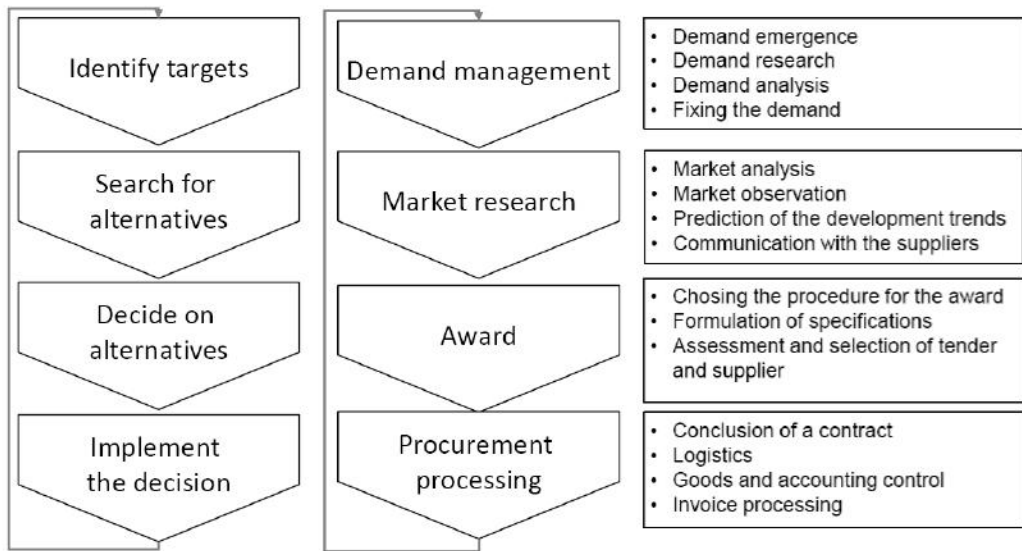 Identify targets
Demand management
• Demand emergence
• Demand research
• Demand analysis
• Fixing the demand
Search for
alternatives
Market research
• Market analysis
• Market observation
• Prediction of the development trends
• Communication with the suppliers
Decide on
alternatives
Award
• Chosing the procedure for the award
• Formulation of specifications
• Assessment and selection of tender
and supplier
Implement
the decision
Procurement
processing
• Conclusion of a contract
• Logistics
• Goods and accounting control
• Invoice processing